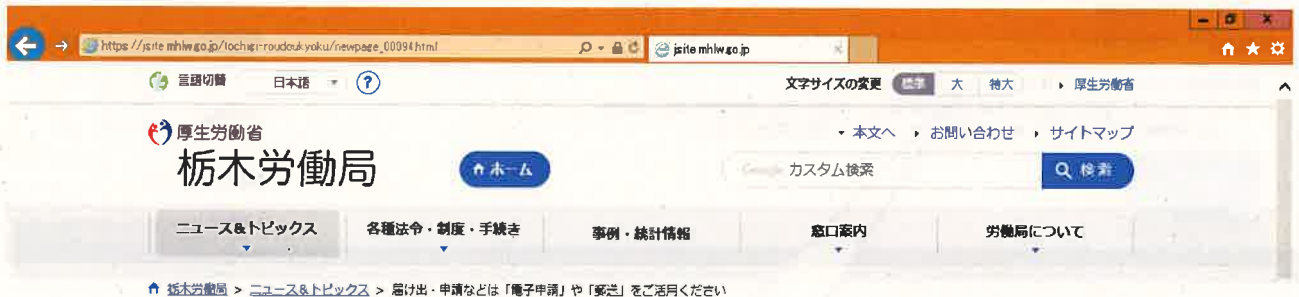 https://jsite.mhlw.go.jp/tochigi-roudoukyoku/newpage_00094.html
jsite.mhlw.go.jp
言語切替 日本語 ? 文字サイズの変更 標準 大 特大 厚生労働省
厚生労働省
栃木労働局
ホーム
本文へ お問い合わせ サイトマップ
カスタム検索 検索
ニュース&トピックス 各種法令・制度・手続き 事例・統計情報 窓口案内 労働局について
栃木労働局 > ニュース&トピックス > 届け出・申請などは「電子申請」や「郵送」をご活用ください